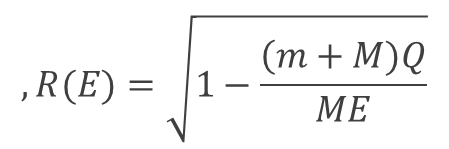 , R(E) = √(1 − (m + M)Q / ME)